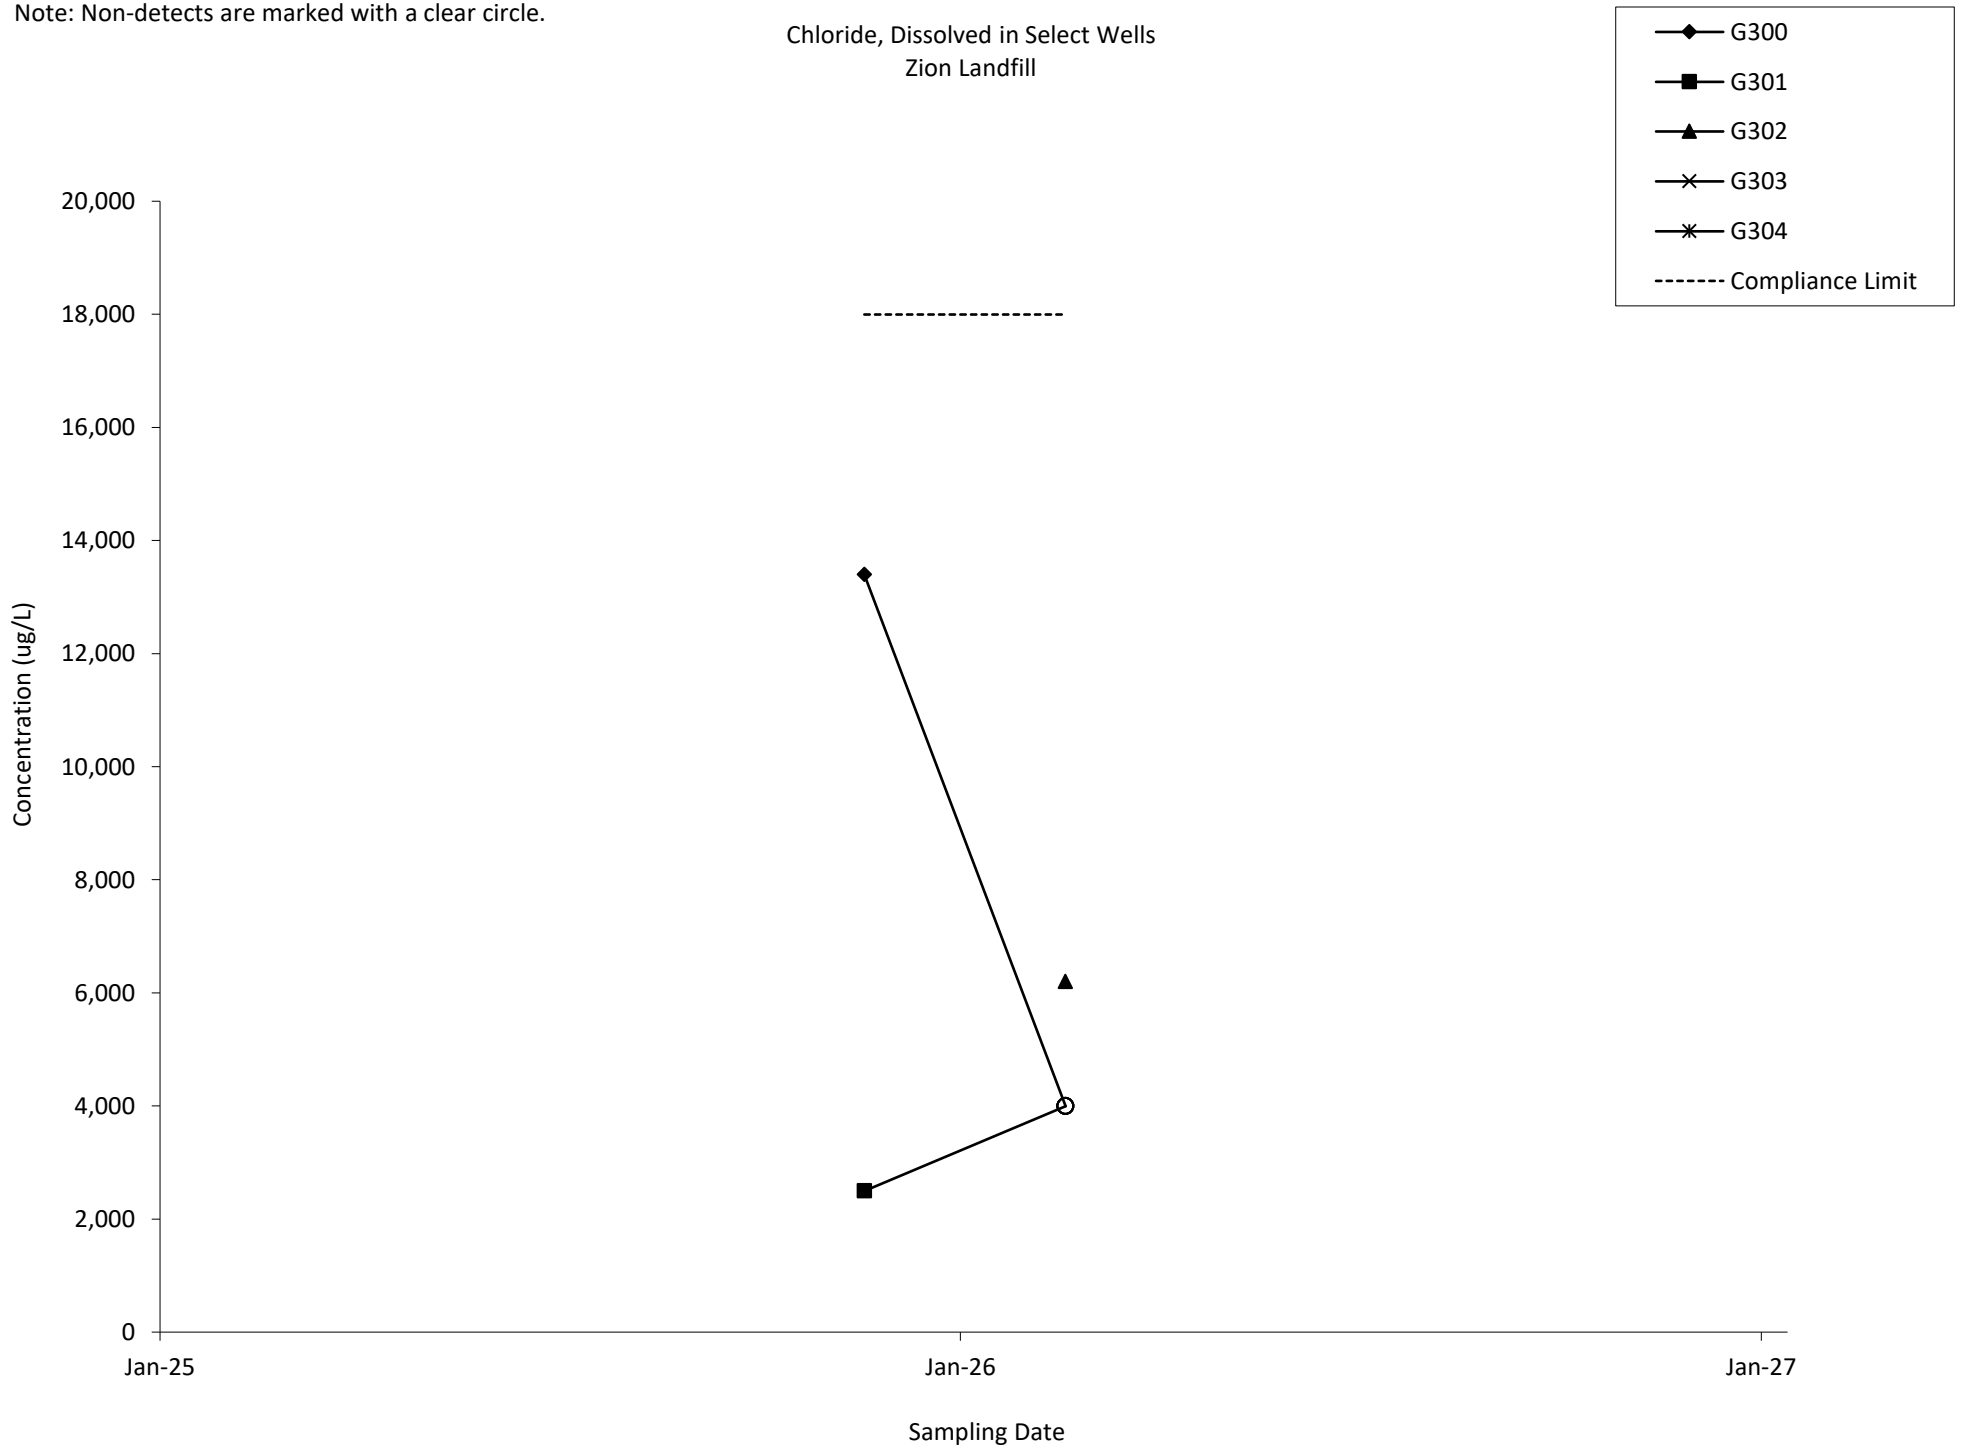 Note: Non-detects are marked with a clear circle.
Chloride, Dissolved in Select Wells
Zion Landfill
G300
G301
G302
G303
G304
Compliance Limit
20,000
18,000
16,000
14,000
12,000
10,000
8,000
6,000
4,000
2,000
0
Concentration (ug/L)
Jan-25
Jan-26
Jan-27
Sampling Date